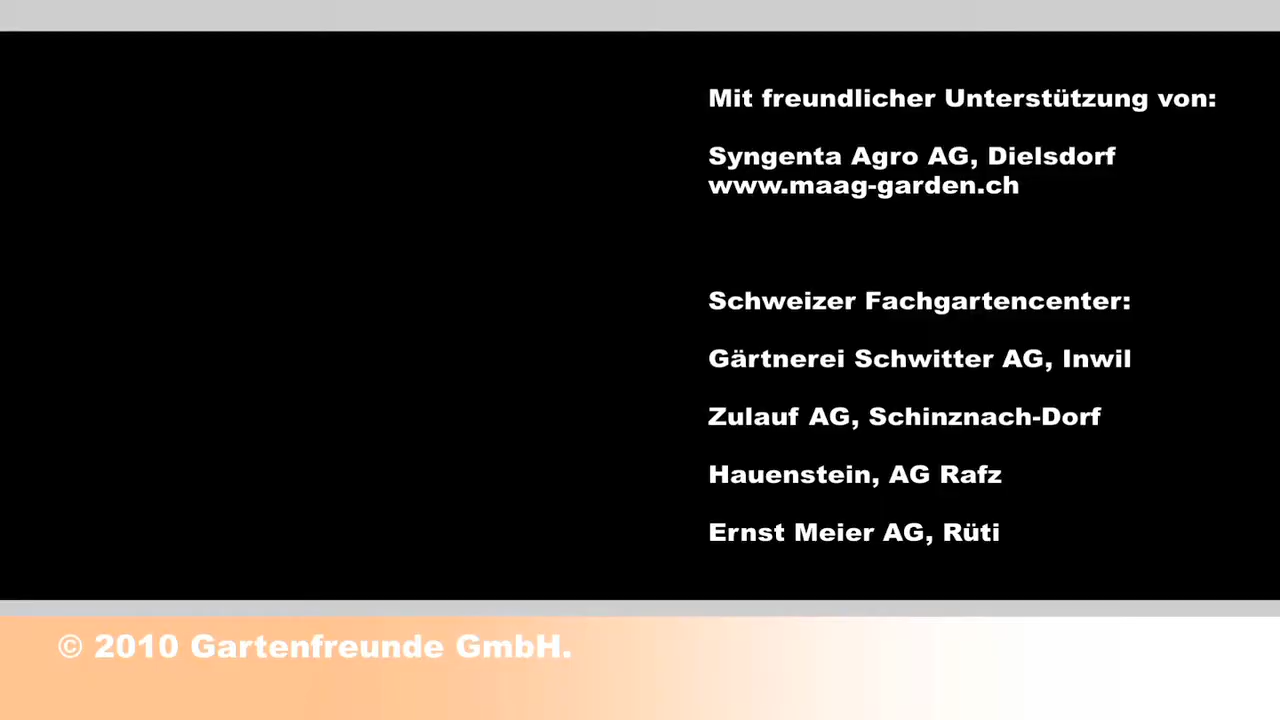 Mit freundlicher Unterstützung von:
Syngenta Agro AG, Dielsdorf
www.maag-garden.ch
Schweizer Fachgartencenter:
Gärtnerei Schwitter AG, Inwil
Zulauf AG, Schinznach-Dorf
Hauenstein, AG Rafz
Ernst Meier AG, Rüti
© 2010 Gartenfreunde GmbH.